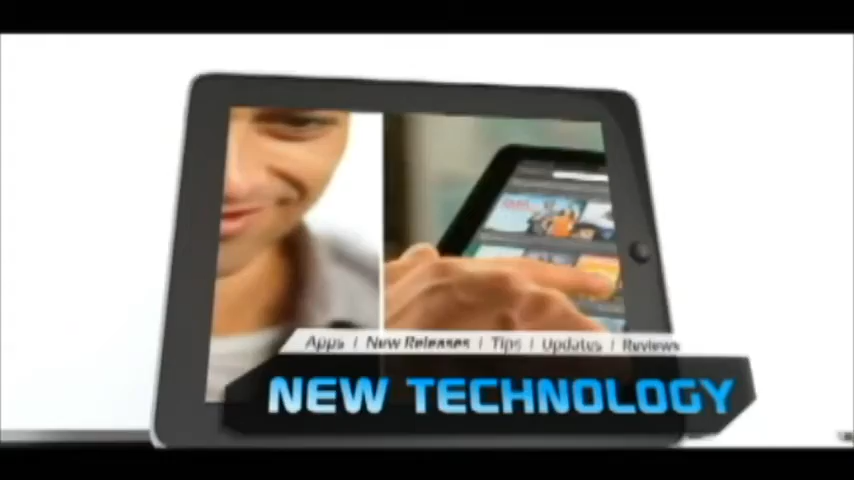 Apps | New Releases | Tips | Updates | Reviews
NEW TECHNOLOGY